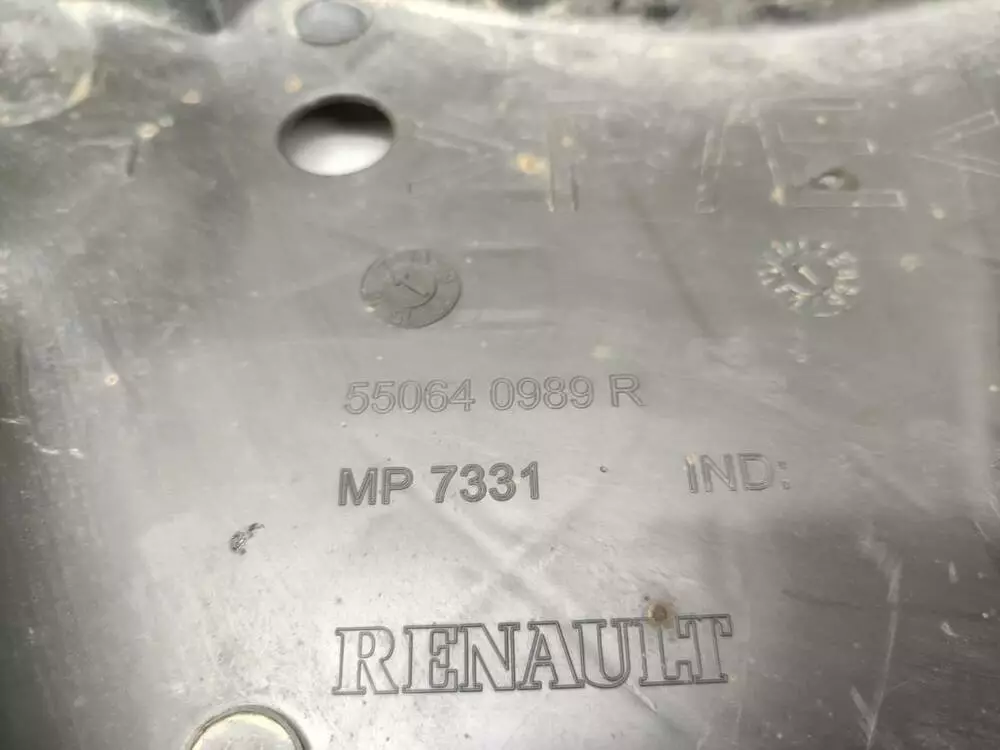 55064 0989 R
MP 7331 IND:
RENAULT